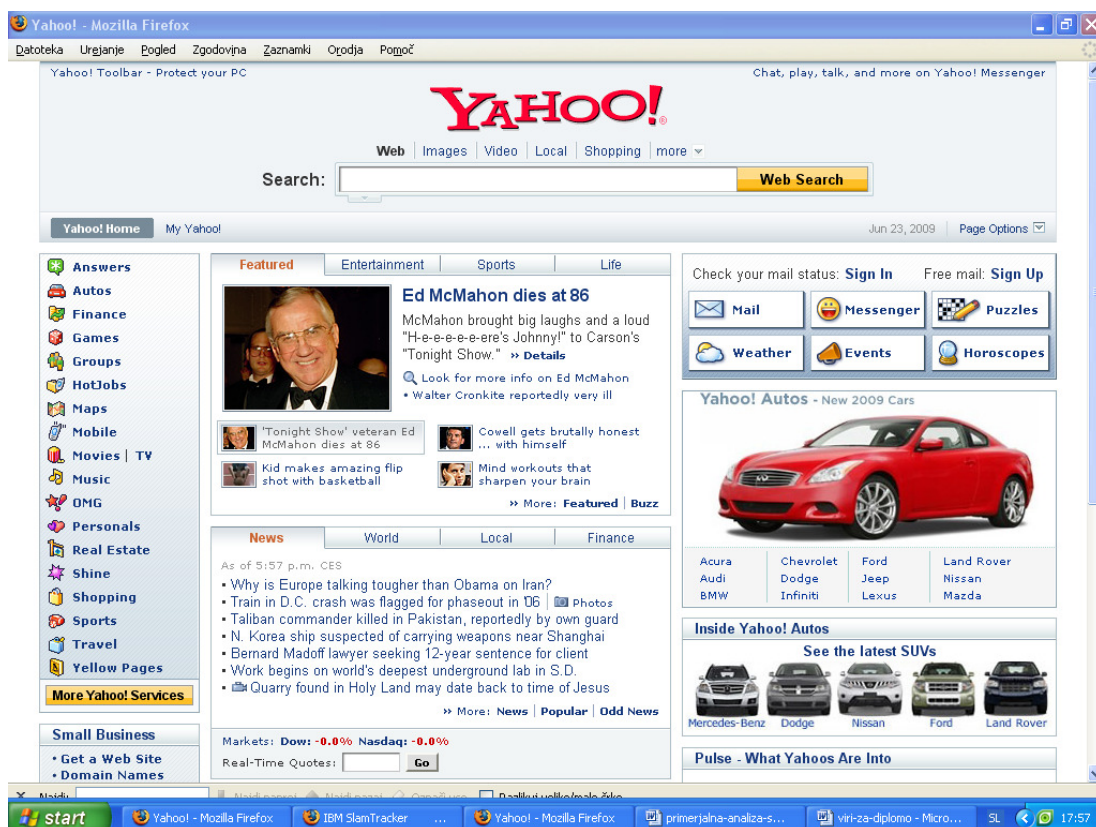 Yahoo! - Mozilla Firefox
Datoteka Urejanje Pogled Zgodovina Zaznamki Orodja Pomoč
Yahoo! Toolbar - Protect your PC
Chat, play, talk, and more on Yahoo! Messenger
YAHOO!
Web Images Video Local Shopping more
Search: Web Search
Yahoo! Home My Yahoo!
Jun 23, 2009 Page Options
Answers
Autos
Finance
Games
Groups
HotJobs
Maps
Mobile
Movies | TV
Music
OMG
Personals
Real Estate
Shine
Shopping
Sports
Travel
Yellow Pages
More Yahoo! Services
Small Business
• Get a Web Site
• Domain Names
Featured Entertainment Sports Life
Ed McMahon dies at 86
McMahon brought big laughs and a loud
"H-e-e-e-e-ere's Johnny!" to Carson's
"Tonight Show." » Details
Look for more info on Ed McMahon
• Walter Cronkite reportedly very ill
'Tonight Show' veteran Ed
McMahon dies at 86
Cowell gets brutally honest
... with himself
Kid makes amazing flip
shot with basketball
Mind workouts that
sharpen your brain
» More: Featured | Buzz
News World Local Finance
As of 5:57 p.m. CES
• Why is Europe talking tougher than Obama on Iran?
• Train in D.C. crash was flagged for phaseout in '06 | Photos
• Taliban commander killed in Pakistan, reportedly by own guard
• N. Korea ship suspected of carrying weapons near Shanghai
• Bernard Madoff lawyer seeking 12-year sentence for client
• Work begins on world's deepest underground lab in S.D.
• Quarry found in Holy Land may date back to time of Jesus
» More: News | Popular | Odd News
Markets: Dow: -0.0% Nasdaq: -0.0%
Real-Time Quotes: Go
Check your mail status: Sign In Free mail: Sign Up
Mail Messenger Puzzles
Weather Events Horoscopes
Yahoo! Autos - New 2009 Cars
Acura Chevrolet Ford Land Rover
Audi Dodge Jeep Nissan
BMW Infiniti Lexus Mazda
Inside Yahoo! Autos
See the latest SUVs
Mercedes-Benz Dodge Nissan Ford Land Rover
Pulse - What Yahoos Are Into
start Yahoo! - Mozilla Firefox IBM SlamTracker ... Yahoo! - Mozilla Firefox primerjalna-analiza-s... viri-za-diplomo - Micro... SL 17:57